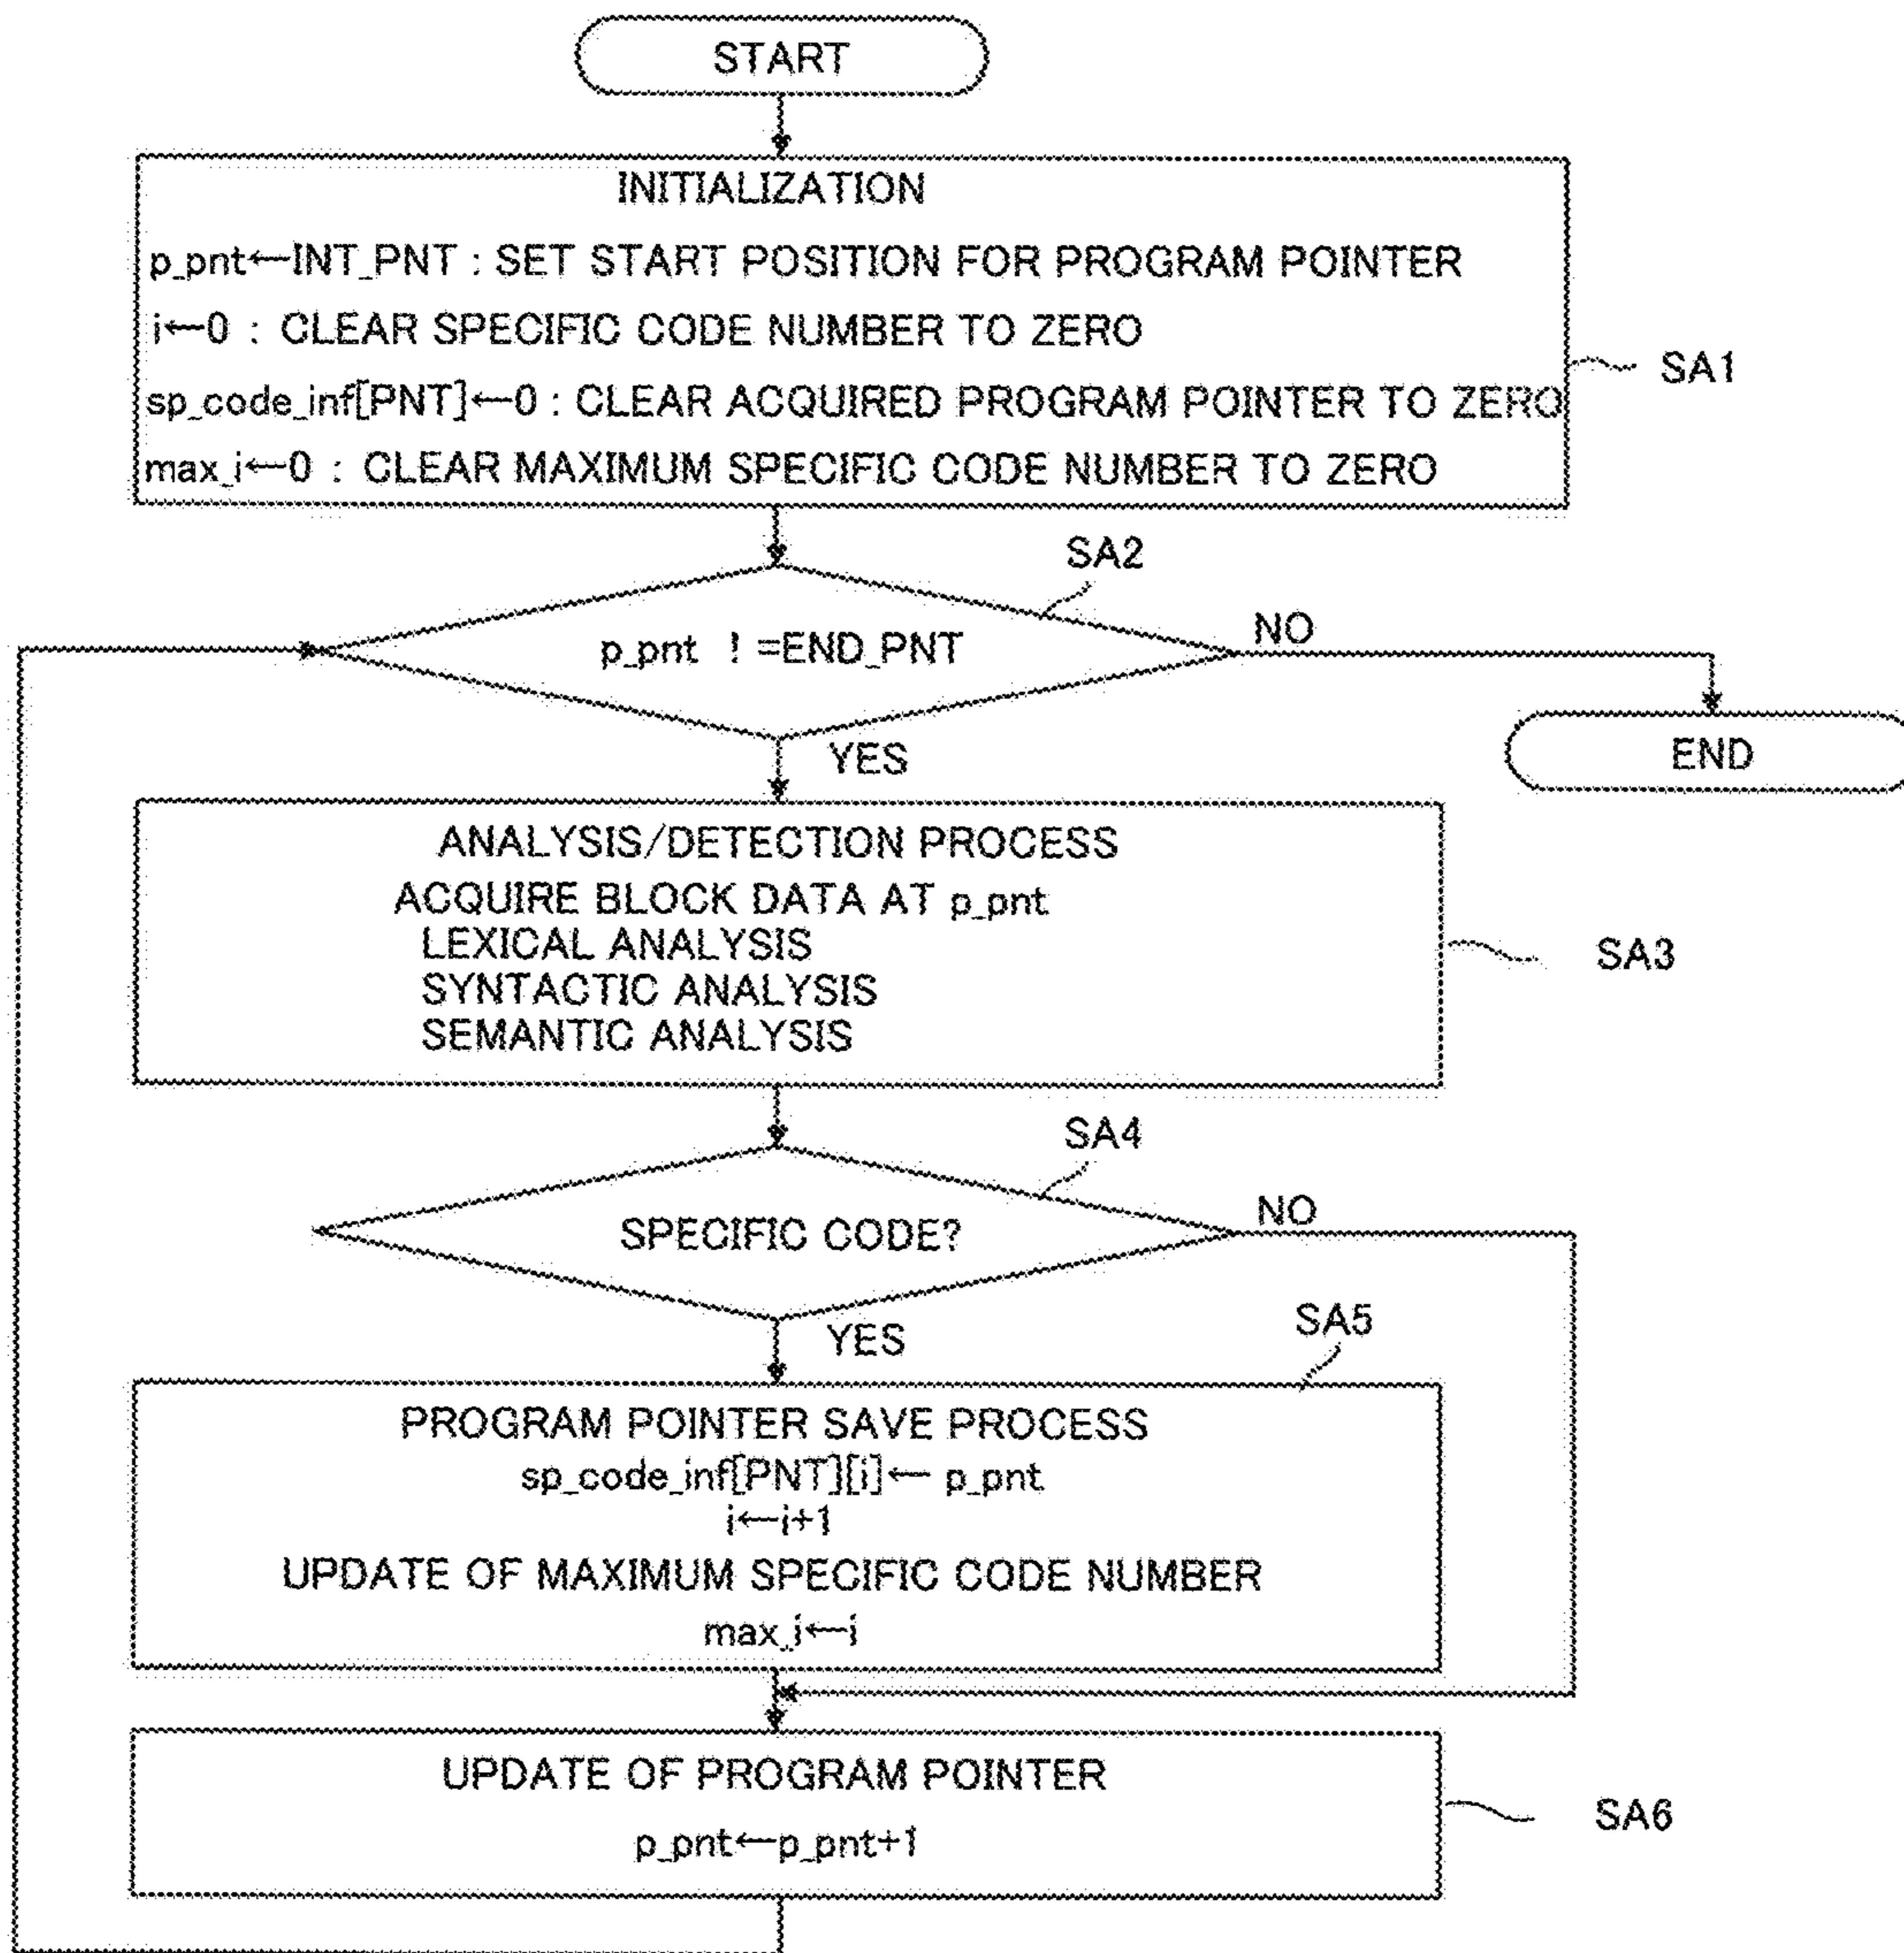 START
INITIALIZATION
p_pnt←INT_PNT : SET START POSITION FOR PROGRAM POINTER
i←0 : CLEAR SPECIFIC CODE NUMBER TO ZERO
sp_code_inf[PNT]←0 : CLEAR ACQUIRED PROGRAM POINTER TO ZERO
max_i←0 : CLEAR MAXIMUM SPECIFIC CODE NUMBER TO ZERO
SA1
SA2
p_pnt ! =END_PNT
NO
END
YES
ANALYSIS/DETECTION PROCESS
ACQUIRE BLOCK DATA AT p_pnt
LEXICAL ANALYSIS
SYNTACTIC ANALYSIS
SEMANTIC ANALYSIS
SA3
SA4
SPECIFIC CODE?
NO
YES
SA5
PROGRAM POINTER SAVE PROCESS
sp_code_inf[PNT][i]← p_pnt
i←i+1
UPDATE OF MAXIMUM SPECIFIC CODE NUMBER
max_i←i
UPDATE OF PROGRAM POINTER
p_pnt←p_pnt+1
SA6